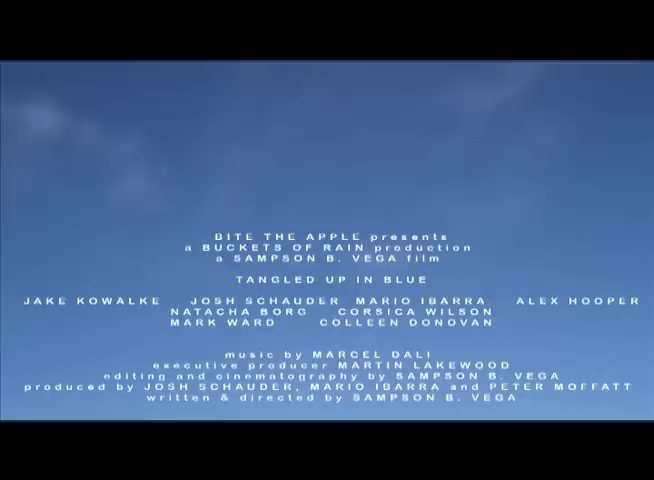 BITE THE APPLE presents
a BUCKETS OF RAIN production
a SAMPSON B. VEGA film
TANGLED UP IN BLUE
JAKE KOWALKE JOSH SCHAUDER MARIO IBARRA ALEX HOOPER
NATACHA BORG CORSICA WILSON
MARK WARD COLLEEN DONOVAN
music by MARCEL DALI
executive producer MARTIN LAKEWOOD
editing and cinematography by SAMPSON B. VEGA
produced by JOSH SCHAUDER, MARIO IBARRA and PETER MOFFATT
written & directed by SAMPSON B. VEGA